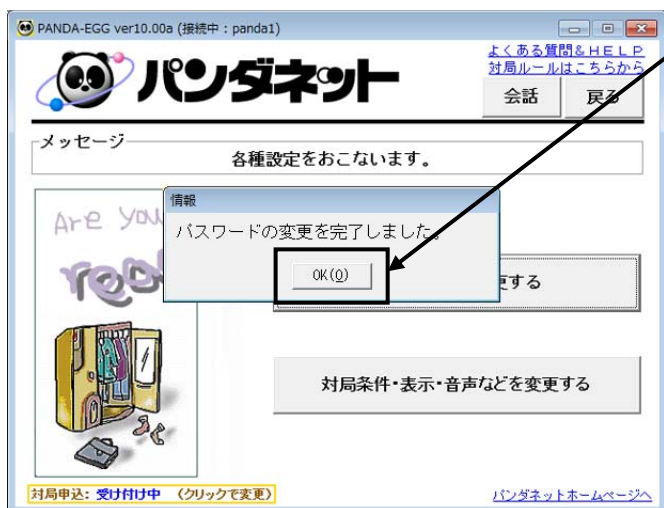 PANDA-EGG ver10.00a (接続中：panda1)
よくある質問&HELP
対局ルールはこちらから
パンダネット
会話
戻る
メッセージ
各種設定をおこないます。
Are you
情報
パスワードの変更を完了しました。
OK(O)
更する
対局条件・表示・音声などを変更する
対局申込：受け付け中 （クリックで変更）
パンダネットホームページへ